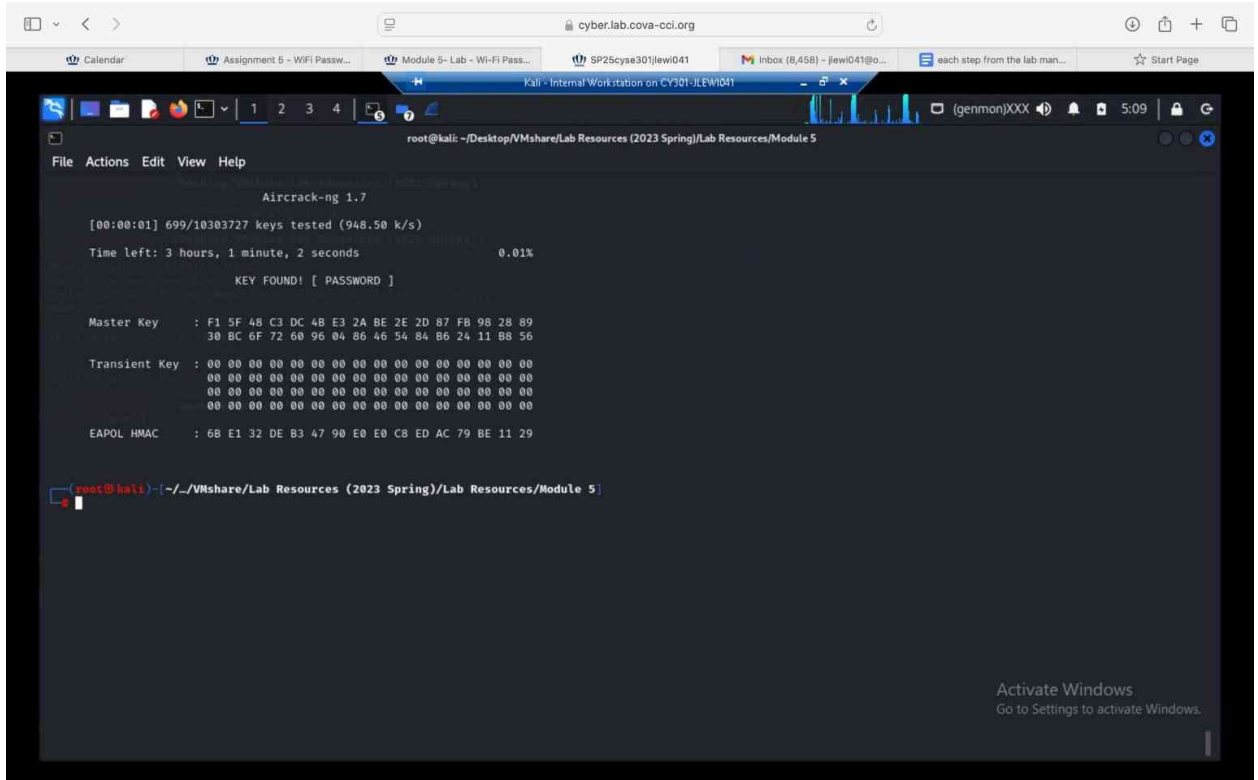 cyber.lab.cova-cci.org
Calendar
Assignment 5 - WiFi Passw...
Module 5- Lab - Wi-Fi Pass...
SP25cyse301jlewi041
Inbox (8,458) - jlewi041@o...
each step from the lab man...
Start Page
Kali - Internal Workstation on CY301-JLEWI041
1 2 3 4
(genmon)XXX
5:09
root@kali: ~/Desktop/VMshare/Lab Resources (2023 Spring)/Lab Resources/Module 5
File Actions Edit View Help
Aircrack-ng 1.7
[00:00:01] 699/10303727 keys tested (948.50 k/s)
Time left: 3 hours, 1 minute, 2 seconds 0.01%
KEY FOUND! [ PASSWORD ]
Master Key : F1 5F 48 C3 DC 4B E3 2A BE 2E 2D 87 FB 98 28 89
30 BC 6F 72 60 96 04 86 46 54 84 B6 24 11 B8 56
Transient Key : 00 00 00 00 00 00 00 00 00 00 00 00 00 00 00 00
00 00 00 00 00 00 00 00 00 00 00 00 00 00 00 00
00 00 00 00 00 00 00 00 00 00 00 00 00 00 00 00
00 00 00 00 00 00 00 00 00 00 00 00 00 00 00 00
EAPOL HMAC : 6B E1 32 DE B3 47 90 E0 E0 C8 ED AC 79 BE 11 29
(root㉿kali)-[~/…/VMshare/Lab Resources (2023 Spring)/Lab Resources/Module 5]
#
Activate Windows
Go to Settings to activate Windows.